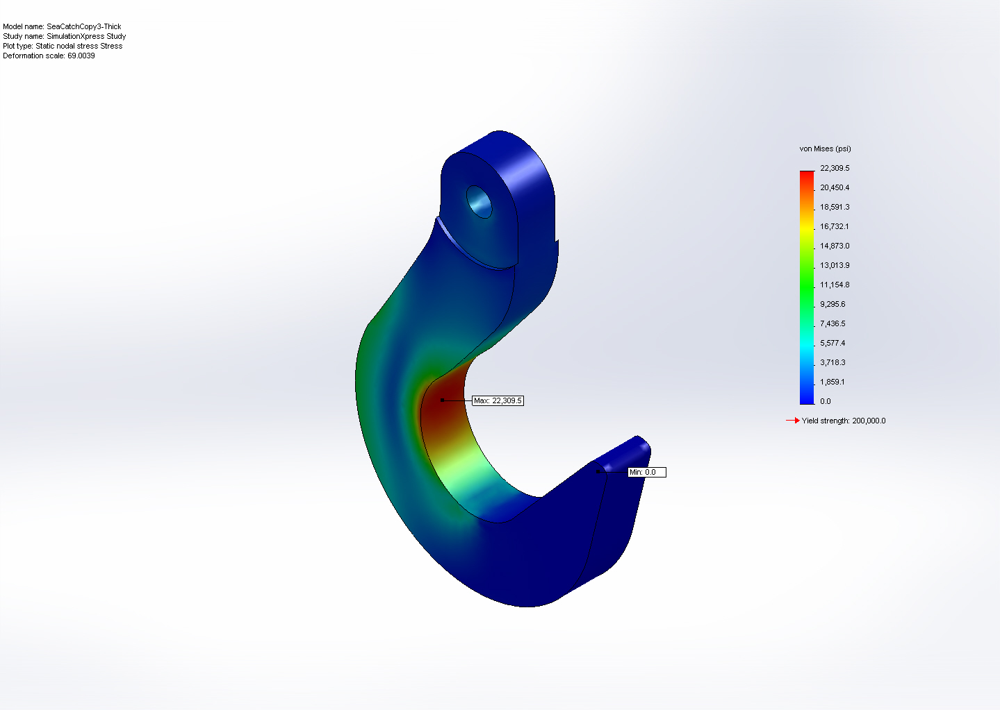 Model name: SeaCatchCopy3-Thick
Study name: SimulationXpress Study
Plot type: Static nodal stress Stress
Deformation scale: 69.0039
von Mises (psi)
22,309.5
20,450.4
18,591.3
16,732.1
14,873.0
13,013.9
11,154.8
9,295.6
7,436.5
5,577.4
3,718.3
1,859.1
0.0
Yield strength: 200,000.0
Max: 22,309.5
Min: 0.0